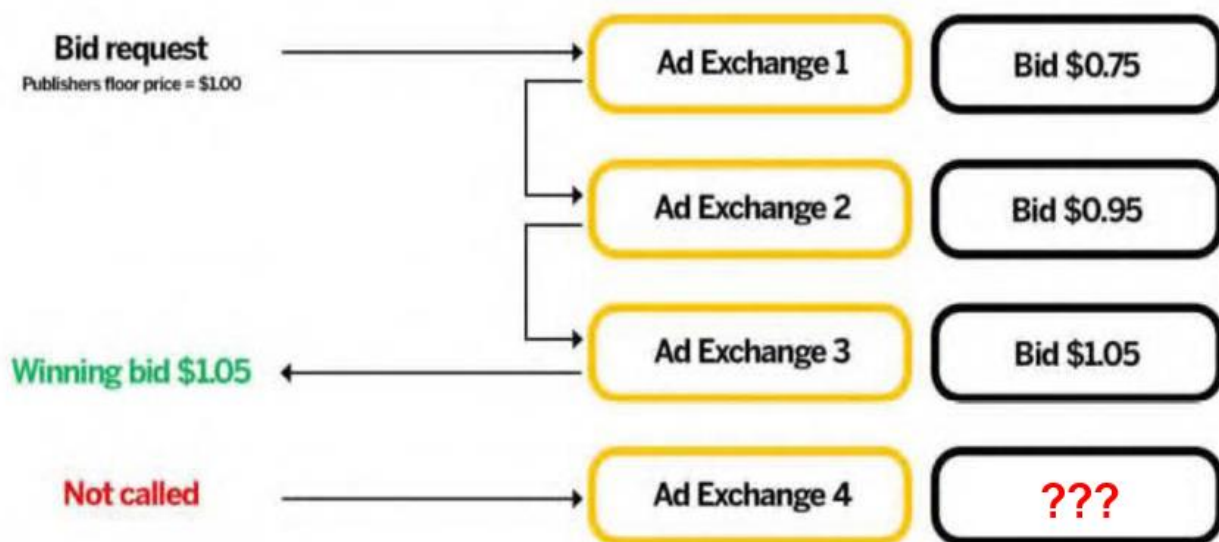 Bid request
Publishers floor price = $1.00
Ad Exchange 1
Bid $0.75
Ad Exchange 2
Bid $0.95
Winning bid $1.05
Ad Exchange 3
Bid $1.05
Not called
Ad Exchange 4
???